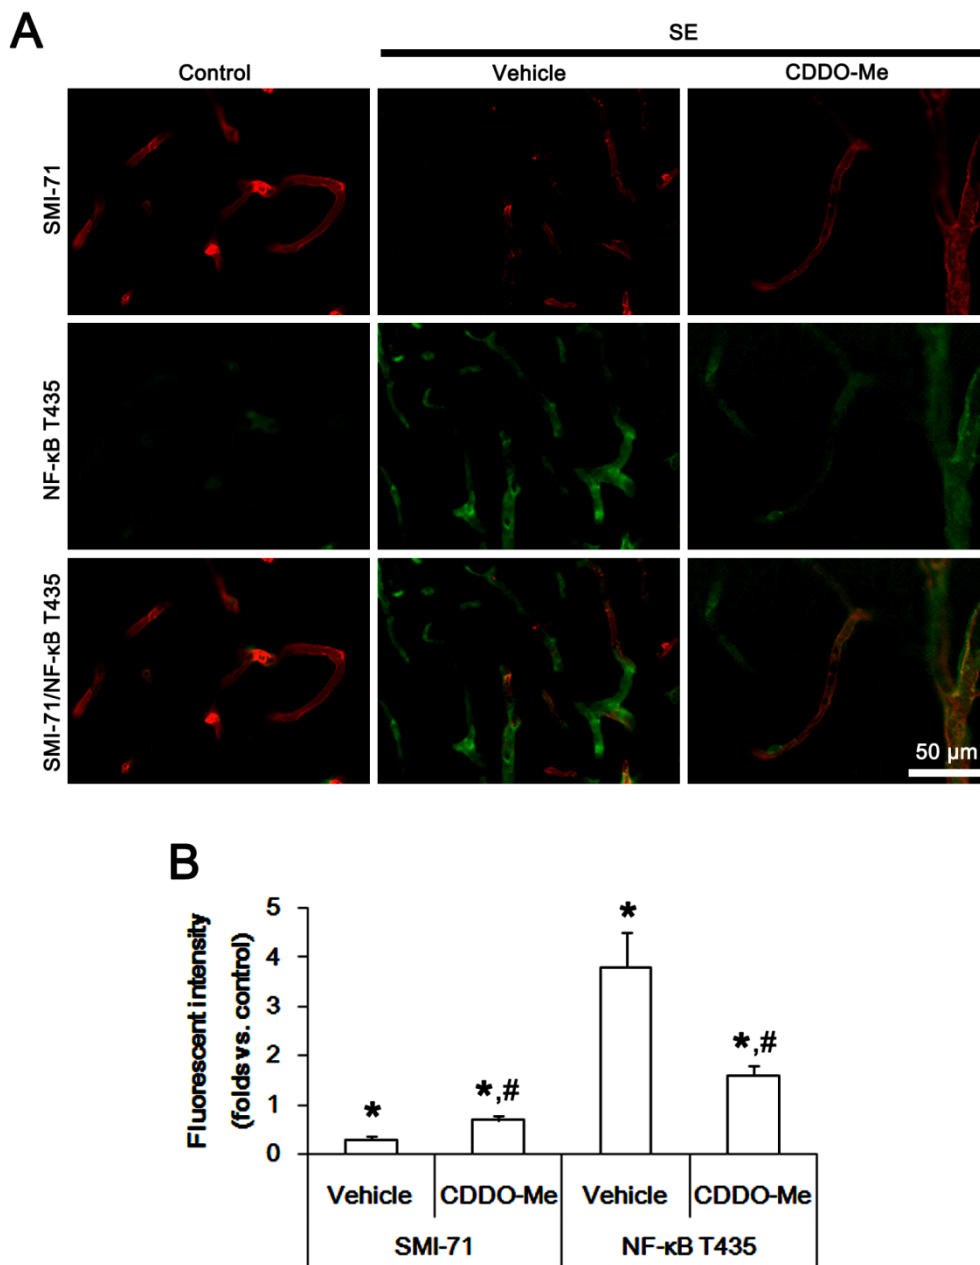 A
SE
Control
Vehicle
CDDO-Me
SMI-71
NF-κB T435
SMI-71/NF-κB T435
50 μm
B
Fluorescent intensity
(folds vs. control)
5
4
3
2
1
0
*
*,#
*
*,#
Vehicle
CDDO-Me
Vehicle
CDDO-Me
SMI-71
NF-κB T435